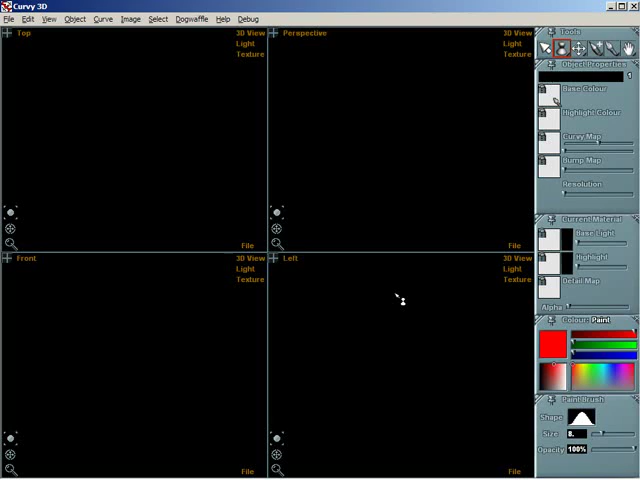 Curvy 3D
File Edit View Object Curve Image Select Dogwaffle Help Debug
Top 3D View
Light
Texture
File
Perspective 3D View
Light
Texture
File
Front 3D View
Light
Texture
File
Left 3D View
Light
Texture
File
Tools
Object Properties
Base Colour
Highlight Colour
Curvy Map
Bump Map
Resolution
Current Material
Base Light
Highlight
Detail Map
Alpha
Colour: Paint
Paint Brush
Shape
Size 8.
Opacity 100%